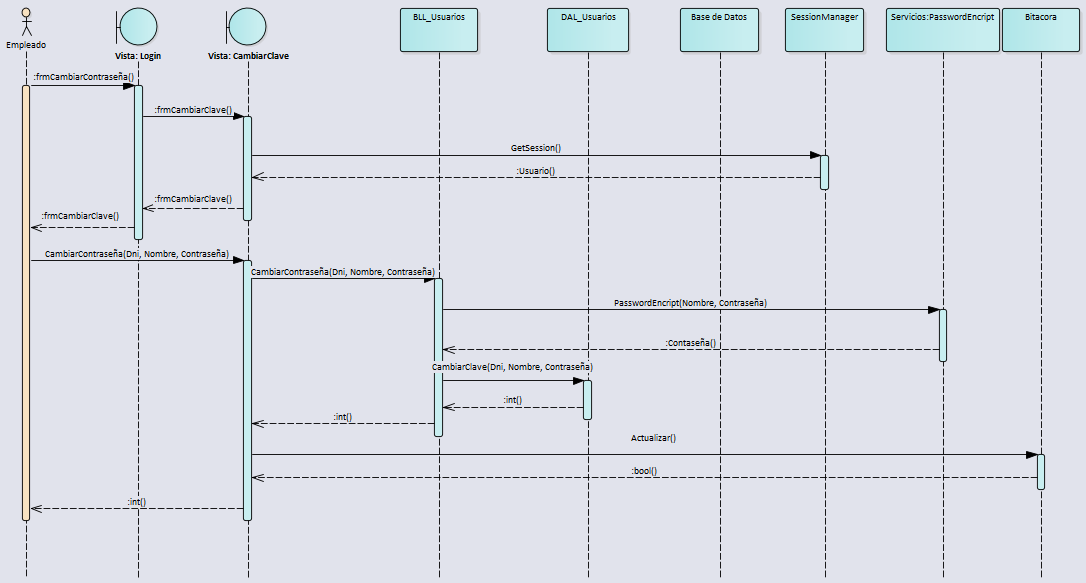 Empleado
Vista: Login
Vista: CambiarClave
BLL_Usuarios
DAL_Usuarios
Base de Datos
SessionManager
Servicios:PasswordEncript
Bitacora
:frmCambiarContraseña()
:frmCambiarClave()
GetSession()
:Usuario()
:frmCambiarClave()
:frmCambiarClave()
CambiarContraseña(Dni, Nombre, Contraseña)
CambiarContraseña(Dni, Nombre, Contraseña)
PasswordEncript(Nombre, Contraseña)
:Contaseña()
CambiarClave(Dni, Nombre, Contraseña)
:int()
:int()
Actualizar()
:bool()
:int()